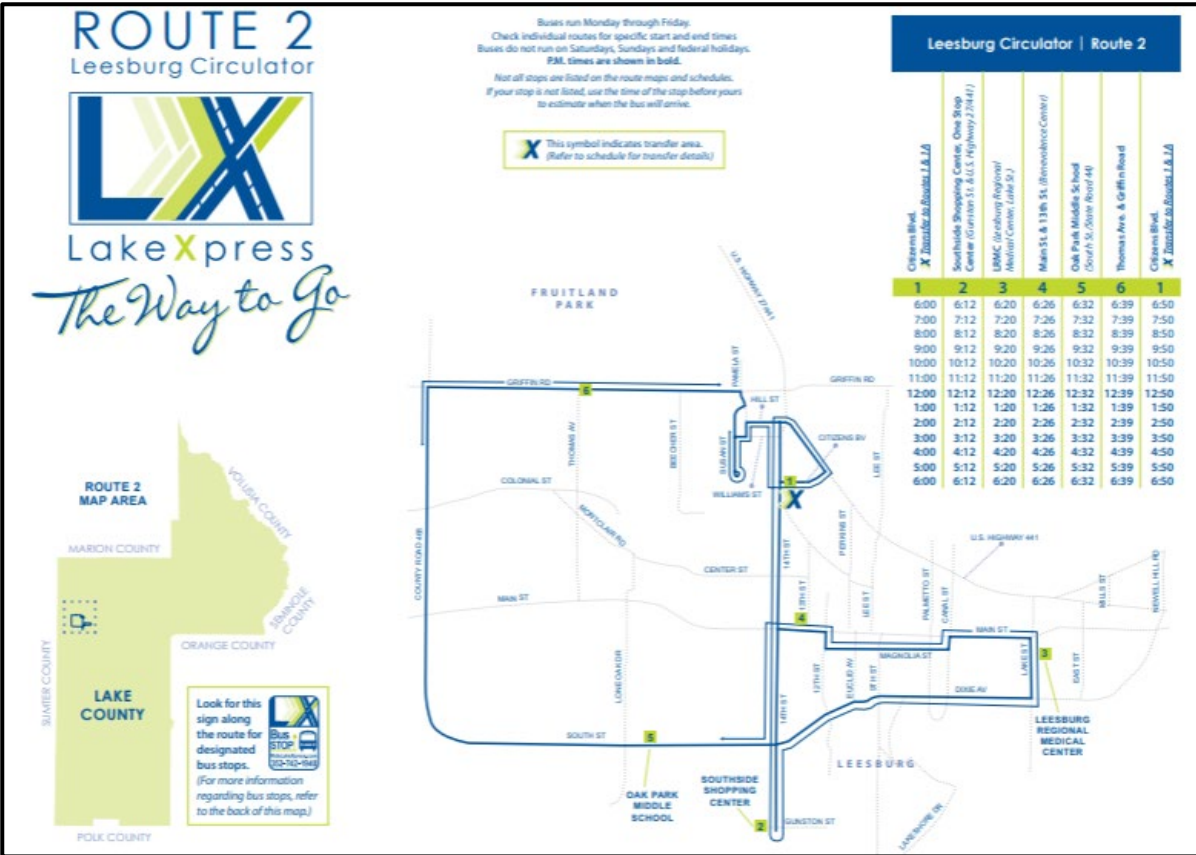 ROUTE 2
Leesburg Circulator
LX
LakeXpress
The Way to Go
Buses run Monday through Friday.
Check individual routes for specific start and end times
Buses do not run on Saturdays, Sundays and federal holidays.
P.M. times are shown in bold.
Not all stops are listed on the route maps and schedules.
If your stop is not listed, use the time of the stop before yours
to estimate when the bus will arrive.
X This symbol indicates transfer area.
(Refer to schedule for transfer details)
Leesburg Circulator | Route 2
Citizens Blvd.
X Transfer to Routes 1 & 1A
Southside Shopping Center, One Stop
Center (Gunston St. & U.S. Highway 27/441)
LRMC (Leesburg Regional
Medical Center, Lake St.)
Main St. & 13th St. (Benevolence Center)
Oak Park Middle School
(South St./State Road 44)
Thomas Ave. & Griffin Road
Citizens Blvd.
X Transfer to Routes 1 & 1A
1 2 3 4 5 6 1
6:00 6:12 6:20 6:26 6:32 6:39 6:50
7:00 7:12 7:20 7:26 7:32 7:39 7:50
8:00 8:12 8:20 8:26 8:32 8:39 8:50
9:00 9:12 9:20 9:26 9:32 9:39 9:50
10:00 10:12 10:20 10:26 10:32 10:39 10:50
11:00 11:12 11:20 11:26 11:32 11:39 11:50
12:00 12:12 12:20 12:26 12:32 12:39 12:50
1:00 1:12 1:20 1:26 1:32 1:39 1:50
2:00 2:12 2:20 2:26 2:32 2:39 2:50
3:00 3:12 3:20 3:26 3:32 3:39 3:50
4:00 4:12 4:20 4:26 4:32 4:39 4:50
5:00 5:12 5:20 5:26 5:32 5:39 5:50
6:00 6:12 6:20 6:26 6:32 6:39 6:50
U.S. HIGHWAY 27/441
FRUITLAND
PARK
PAMELA ST
GRIFFIN RD
6
GRIFFIN RD
HILL ST
THOMAS AV
BEECHER ST
SUSAN ST
CITIZENS BV
LEE ST
COLONIAL ST
WILLIAMS ST
1
X
MONTCLAIR RD
PERKINS ST
U.S. HIGHWAY 441
COUNTY ROAD 468
14TH ST
CENTER ST
MAIN ST
13TH ST
LEE ST
PALMETTO ST
CANAL ST
MILLS ST
NEWELL HILL RD
4
MAIN ST
MAGNOLIA ST
LAKE ST
3
EAST ST
LONE OAK DR
12TH ST
EUCLID AV
9TH ST
DIXIE AV
14TH ST
SOUTH ST
5
LEESBURG
REGIONAL
MEDICAL
CENTER
LEESBURG
OAK PARK
MIDDLE
SCHOOL
SOUTHSIDE
SHOPPING
CENTER
2
GUNSTON ST
LAKESHORE DR
ROUTE 2
MAP AREA
VOLUSIA COUNTY
MARION COUNTY
SEMINOLE
COUNTY
ORANGE COUNTY
SUMTER COUNTY
LAKE
COUNTY
POLK COUNTY
Look for this
sign along
the route for
designated
bus stops.
(For more information
regarding bus stops, refer
to the back of this map.)
LX
Bus
STOP